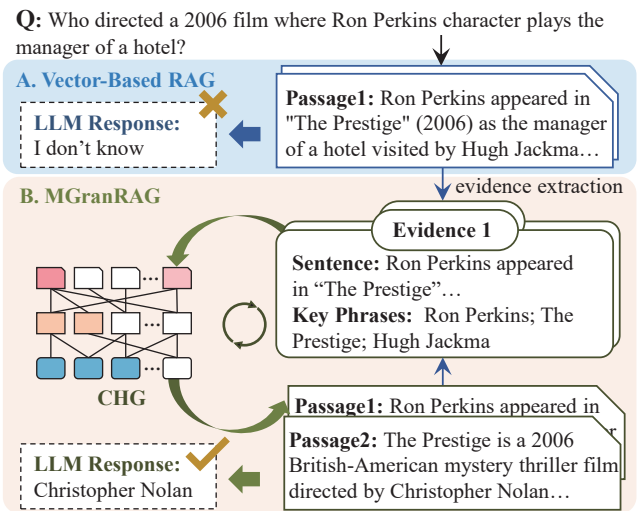 Q: Who directed a 2006 film where Ron Perkins character plays the
manager of a hotel?
A. Vector-Based RAG
LLM Response:
I don't know
Passage1: Ron Perkins appeared in
"The Prestige" (2006) as the manager
of a hotel visited by Hugh Jackma…
evidence extraction
B. MGranRAG
Evidence 1
Sentence: Ron Perkins appeared
in “The Prestige”…
Key Phrases: Ron Perkins; The
Prestige; Hugh Jackma
...
...
...
CHG
Passage1: Ron Perkins appeared in
r
Passage2: The Prestige is a 2006
British-American mystery thriller film
directed by Christopher Nolan…
LLM Response:
Christopher Nolan